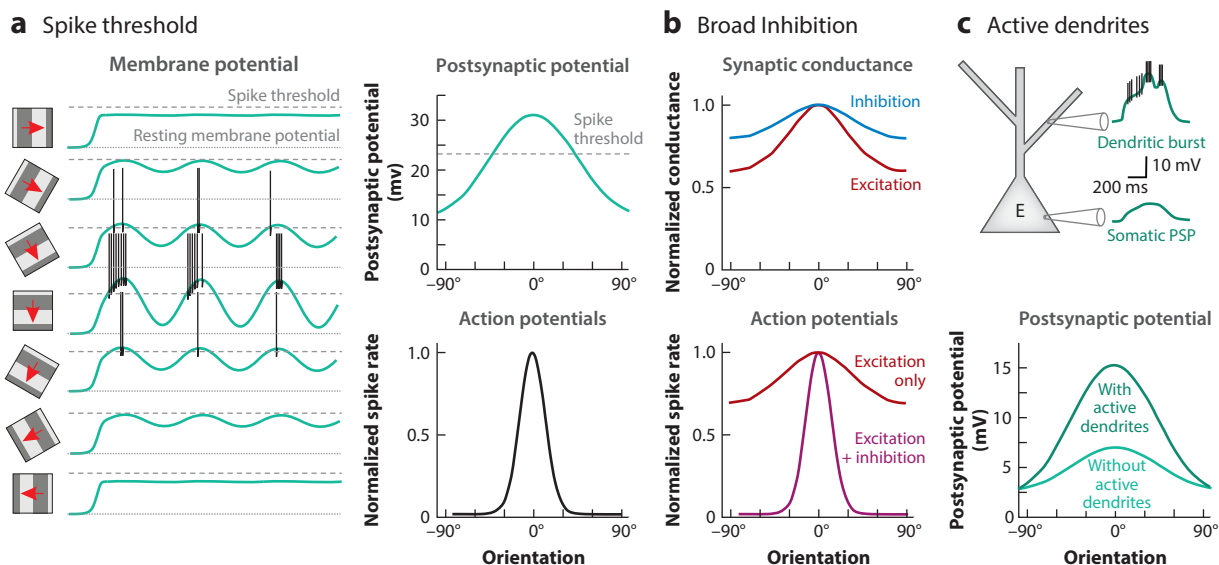 a Spike threshold
Membrane potential
Spike threshold
Resting membrane potential
Postsynaptic potential
Postsynaptic potential
(mv)
30
20
10
0
Spike
threshold
−90°
0°
90°
Action potentials
Normalized spike rate
1.0
0.5
0
−90°
0°
90°
Orientation
b Broad Inhibition
Synaptic conductance
Normalized conductance
1.0
0.5
0
Inhibition
Excitation
−90°
0°
90°
Action potentials
Normalized spike rate
1.0
0.5
0
Excitation
only
Excitation
+ inhibition
−90°
0°
90°
Orientation
c Active dendrites
E
Dendritic burst
10 mV
200 ms
Somatic PSP
Postsynaptic potential
Postsynaptic potential
(mV)
15
10
5
0
With
active
dendrites
Without
active
dendrites
−90°
0°
90°
Orientation